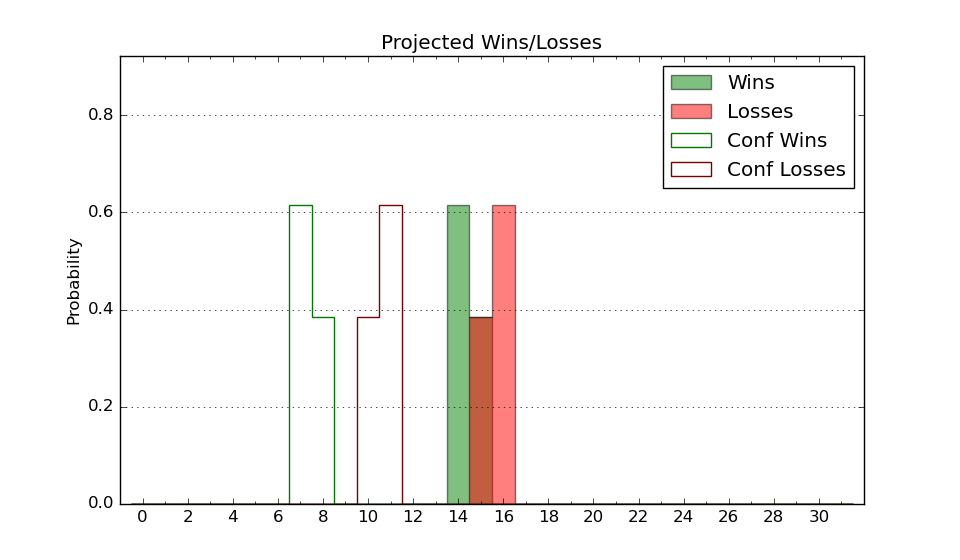 Projected Wins/Losses
Wins
Losses
Conf Wins
Conf Losses
Probability
0.8
0.6
0.4
0.2
0.0
0 2 4 6 8 10 12 14 16 18 20 22 24 26 28 30